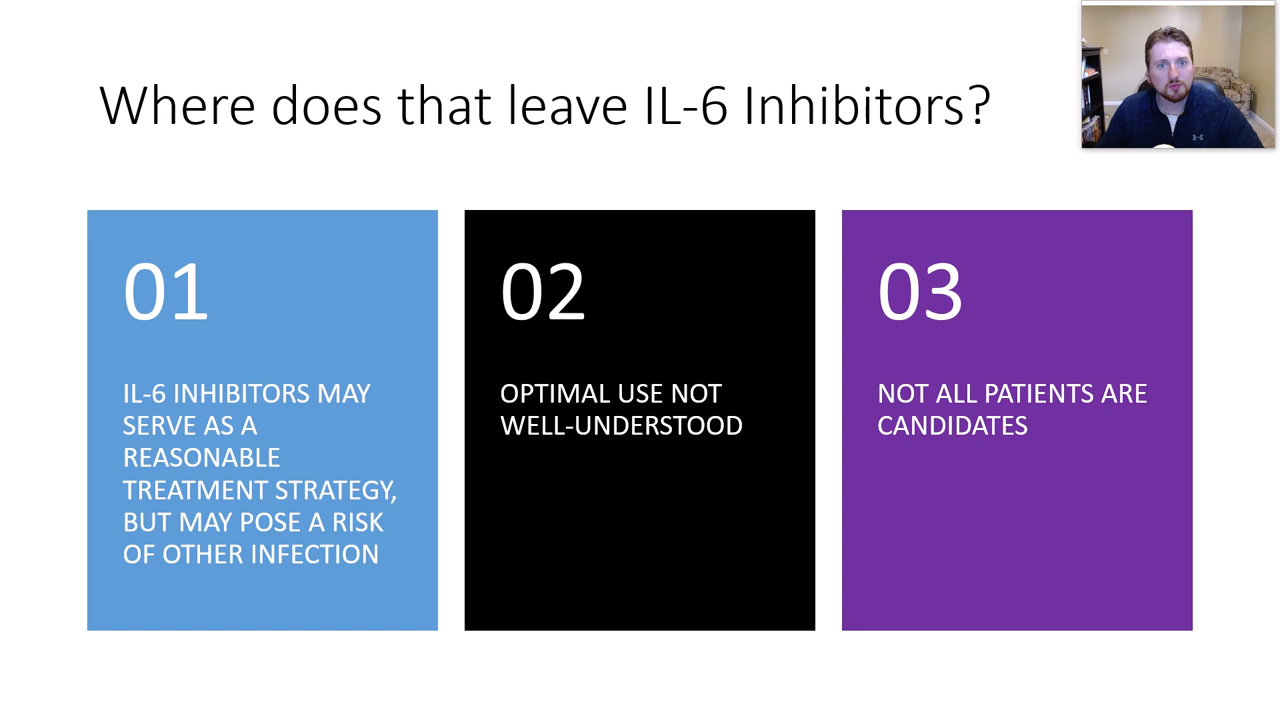 Where does that leave IL-6 Inhibitors?
01
IL-6 INHIBITORS MAY
SERVE AS A
REASONABLE
TREATMENT STRATEGY,
BUT MAY POSE A RISK
OF OTHER INFECTION
02
OPTIMAL USE NOT
WELL-UNDERSTOOD
03
NOT ALL PATIENTS ARE
CANDIDATES